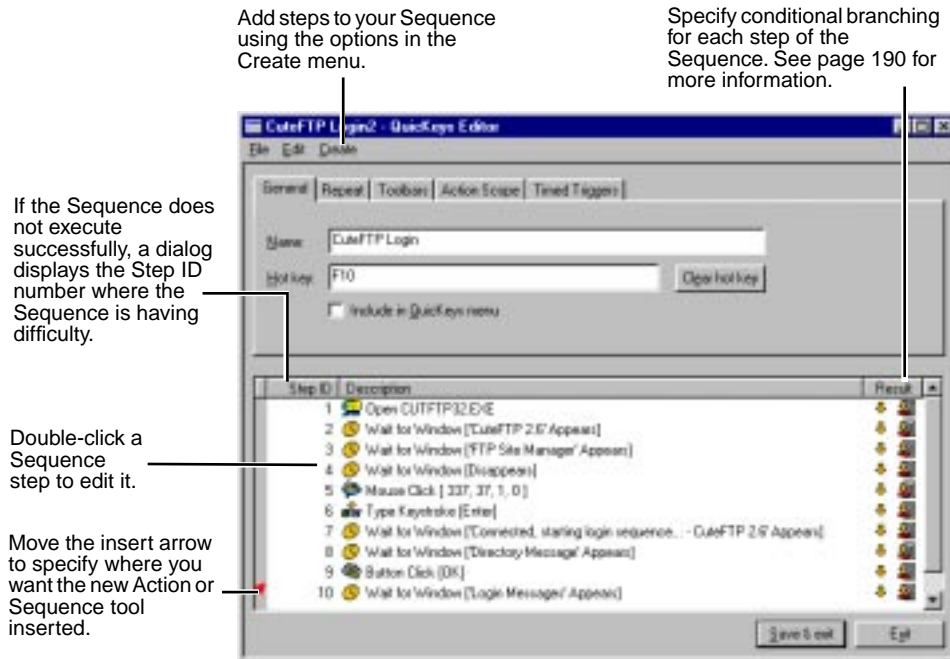 Add steps to your Sequence
using the options in the
Create menu.
Specify conditional branching
for each step of the
Sequence. See page 190 for
more information.
If the Sequence does
not execute
successfully, a dialog
displays the Step ID
number where the
Sequence is having
difficulty.
Double-click a
Sequence
step to edit it.
Move the insert arrow
to specify where you
want the new Action or
Sequence tool
inserted.
CuteFTP Login2 - QuicKeys Editor
File Edit Create
General Repeat Toolbars Action Scope Timed Triggers
Name: CuteFTP Login
Hot key: F10 Clear hot key
Include in QuicKeys menu
Step ID Description Result
1 Open CUTFTP32.EXE
2 Wait for Window ['CuteFTP 2.6' Appears]
3 Wait for Window ['FTP Site Manager' Appears]
4 Wait for Window [Disappears]
5 Mouse Click [ 337, 37, 1, 0 ]
6 Type Keystroke [Enter]
7 Wait for Window ['Connected, starting login sequence... - CuteFTP 2.6' Appears]
8 Wait for Window ['Directory Message' Appears]
9 Button Click [OK]
10 Wait for Window ['Login Messages' Appears]
Save & exit Exit